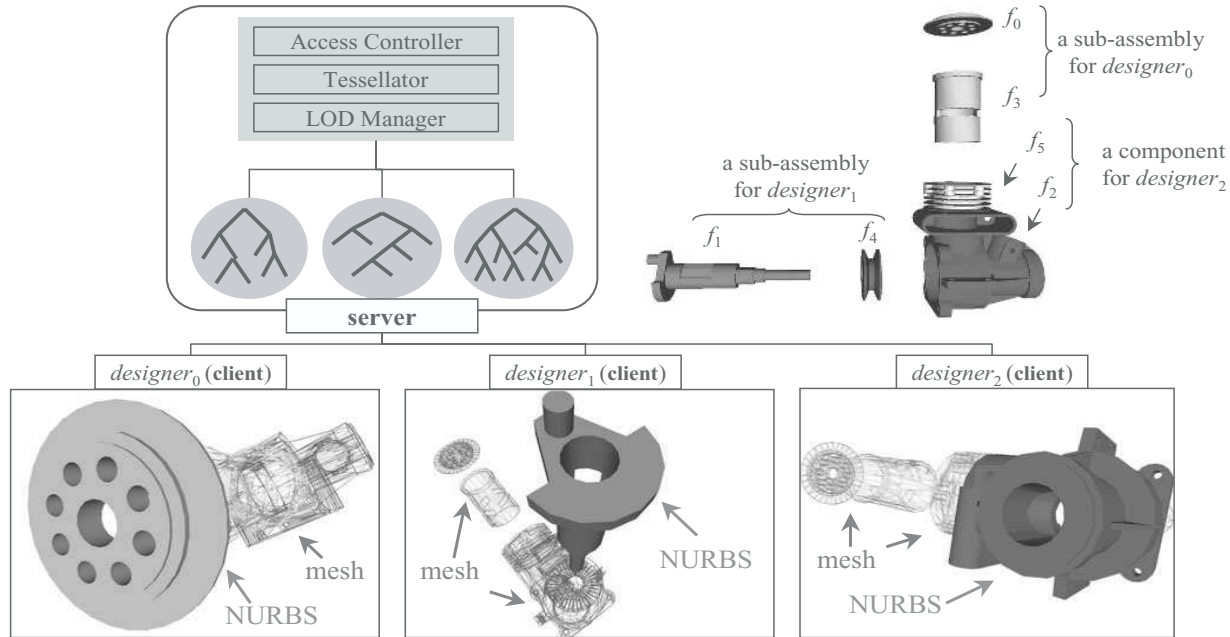 Access Controller
Tessellator
LOD Manager
server
f0
a sub-assembly
for designer0
f3
f5
a component
for designer2
f2
a sub-assembly
for designer1
f1
f4
designer0 (client)
designer1 (client)
designer2 (client)
mesh
NURBS
mesh
NURBS
mesh
NURBS